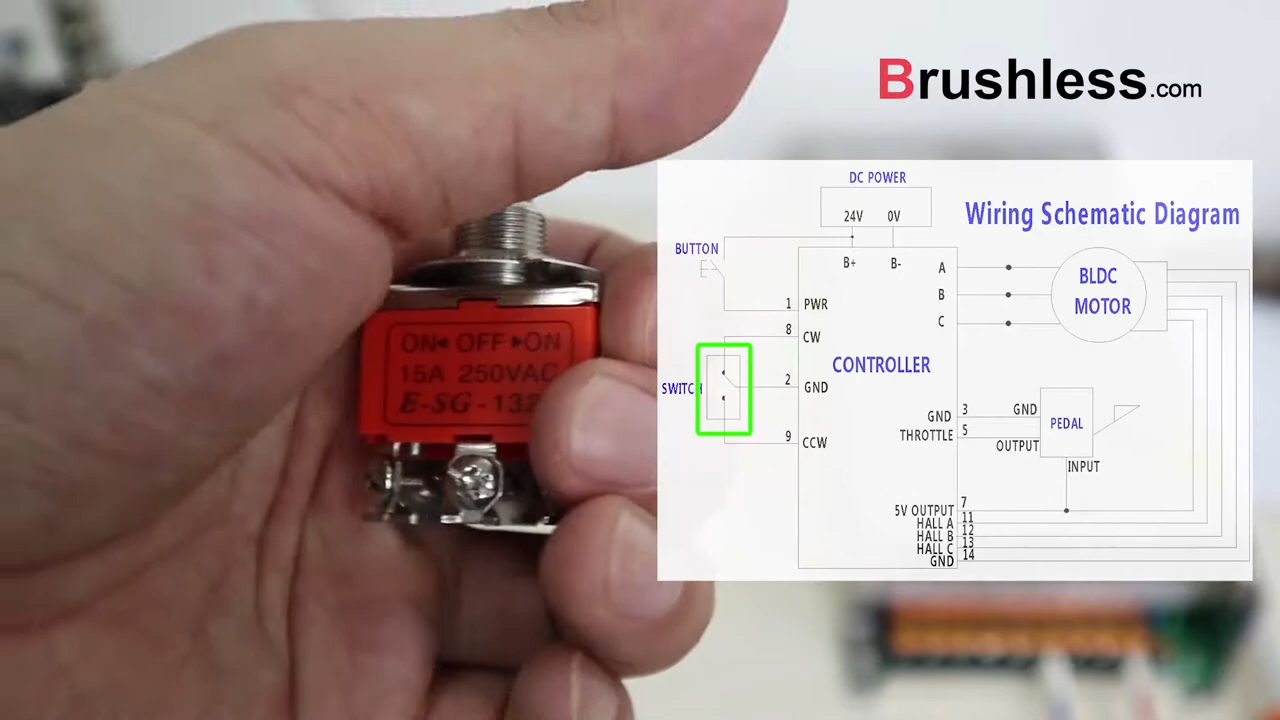 Brushless.com
ON◄ OFF ►ON
15A 250VAC
E-SG-132
Wiring Schematic Diagram
DC POWER
24V 0V
B+ B-
BUTTON
1 PWR
8 CW
SWITCH
2 GND
9 CCW
CONTROLLER
A
B
C
BLDC
MOTOR
GND 3 GND
THROTTLE 5
OUTPUT
PEDAL
INPUT
5V OUTPUT 7
HALL A 11
HALL B 12
HALL C 13
GND 14